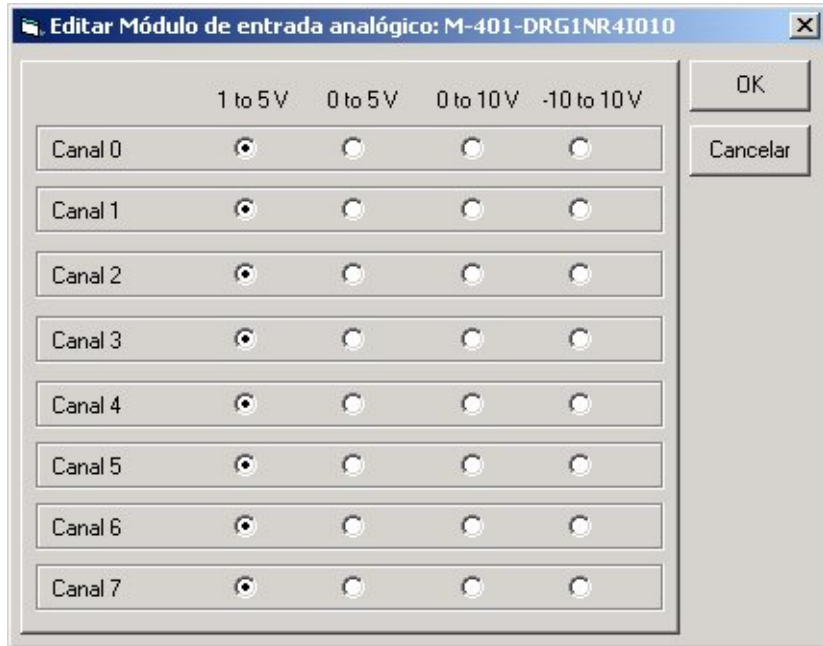 Editar Módulo de entrada analógico: M-401-DRG1NR4I010
OK
Cancelar
1 to 5 V 0 to 5 V 0 to 10 V -10 to 10 V
Canal 0
Canal 1
Canal 2
Canal 3
Canal 4
Canal 5
Canal 6
Canal 7